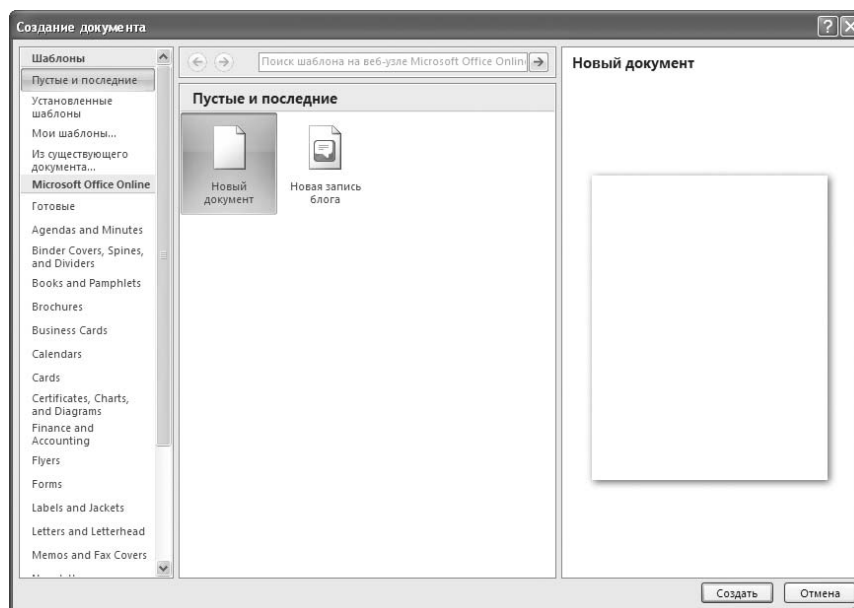 Создание документа
Шаблоны
Пустые и последние
Установленные
шаблоны
Мои шаблоны...
Из существующего
документа...
Microsoft Office Online
Готовые
Agendas and Minutes
Binder Covers, Spines,
and Dividers
Books and Pamphlets
Brochures
Business Cards
Calendars
Cards
Certificates, Charts,
and Diagrams
Finance and
Accounting
Flyers
Forms
Labels and Jackets
Letters and Letterhead
Memos and Fax Covers
Поиск шаблона на веб-узле Microsoft Office Onlin
Пустые и последние
Новый
документ
Новая запись
блога
Новый документ
Создать
Отмена